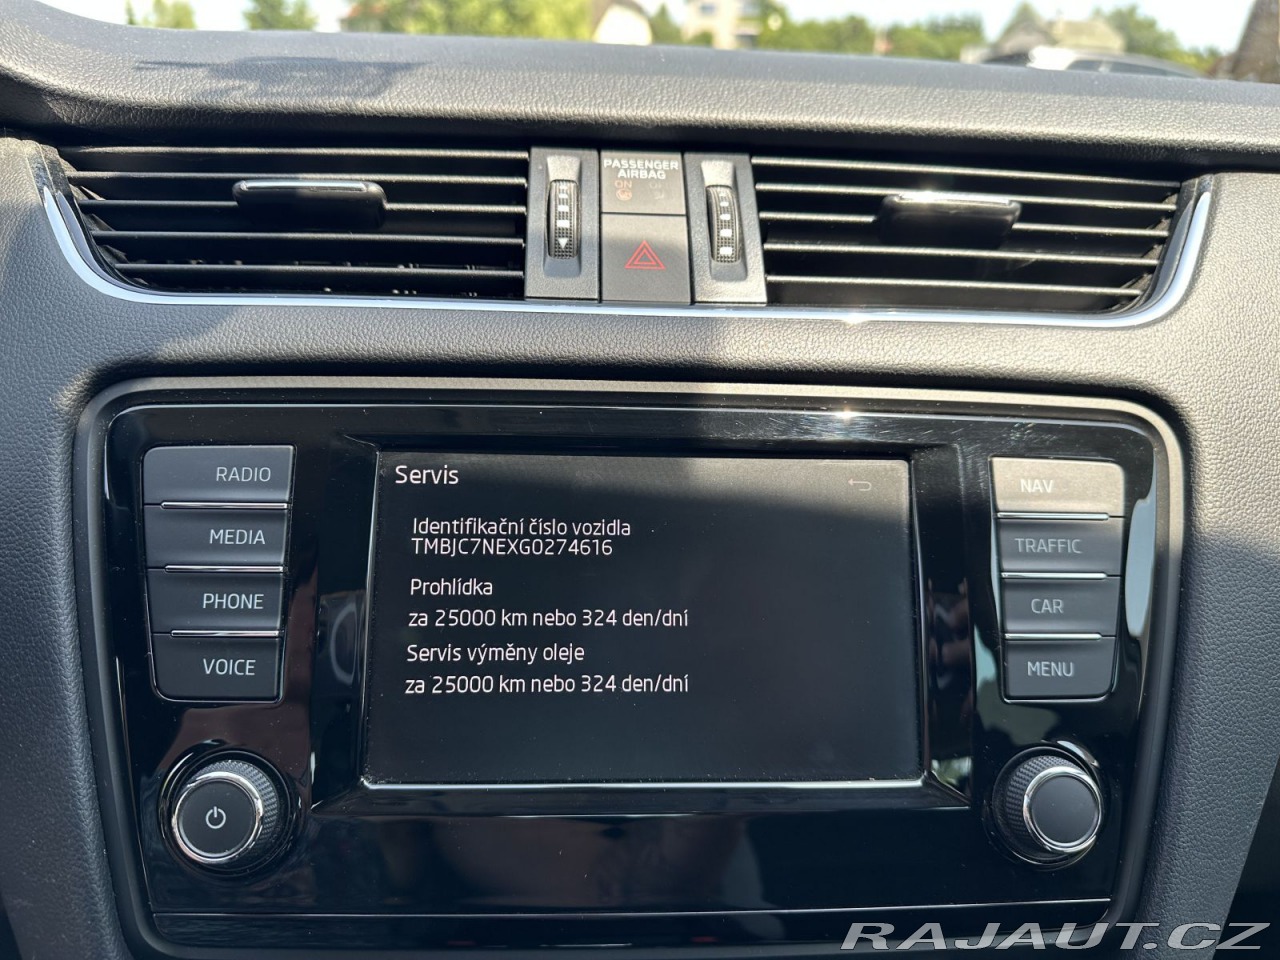 PASSENGER
AIRBAG
ON
RADIO
MEDIA
PHONE
VOICE
Servis
Identifikační číslo vozidla
TMBJC7NEXG0274616
Prohlídka
za 25000 km nebo 324 den/dní
Servis výměny oleje
za 25000 km nebo 324 den/dní
NAV
TRAFFIC
CAR
MENU
RAJAUT.CZ